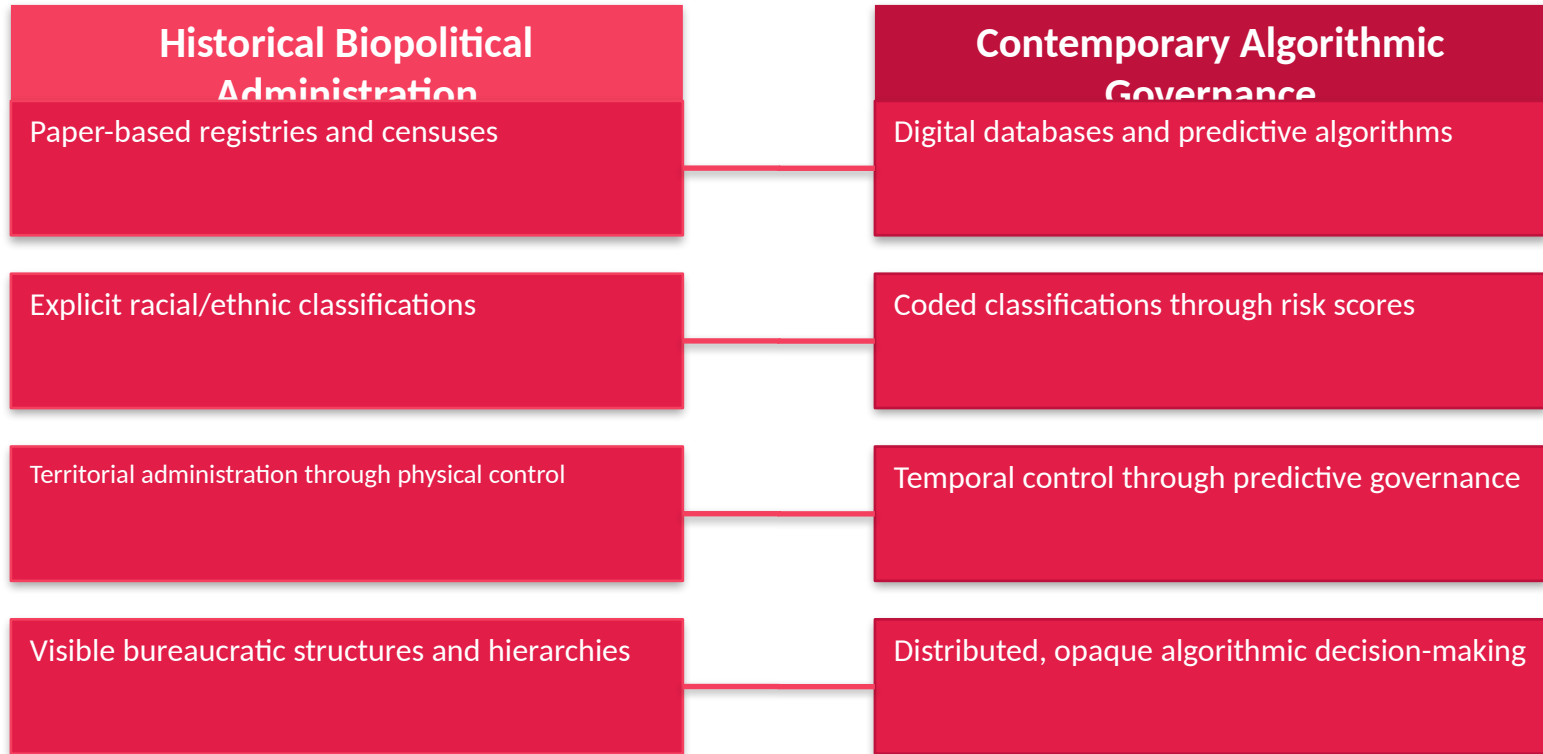 Historical Biopolitical
Administration
Contemporary Algorithmic
Governance
Paper-based registries and censuses
Digital databases and predictive algorithms
Explicit racial/ethnic classifications
Coded classifications through risk scores
Territorial administration through physical control
Temporal control through predictive governance
Visible bureaucratic structures and hierarchies
Distributed, opaque algorithmic decision-making